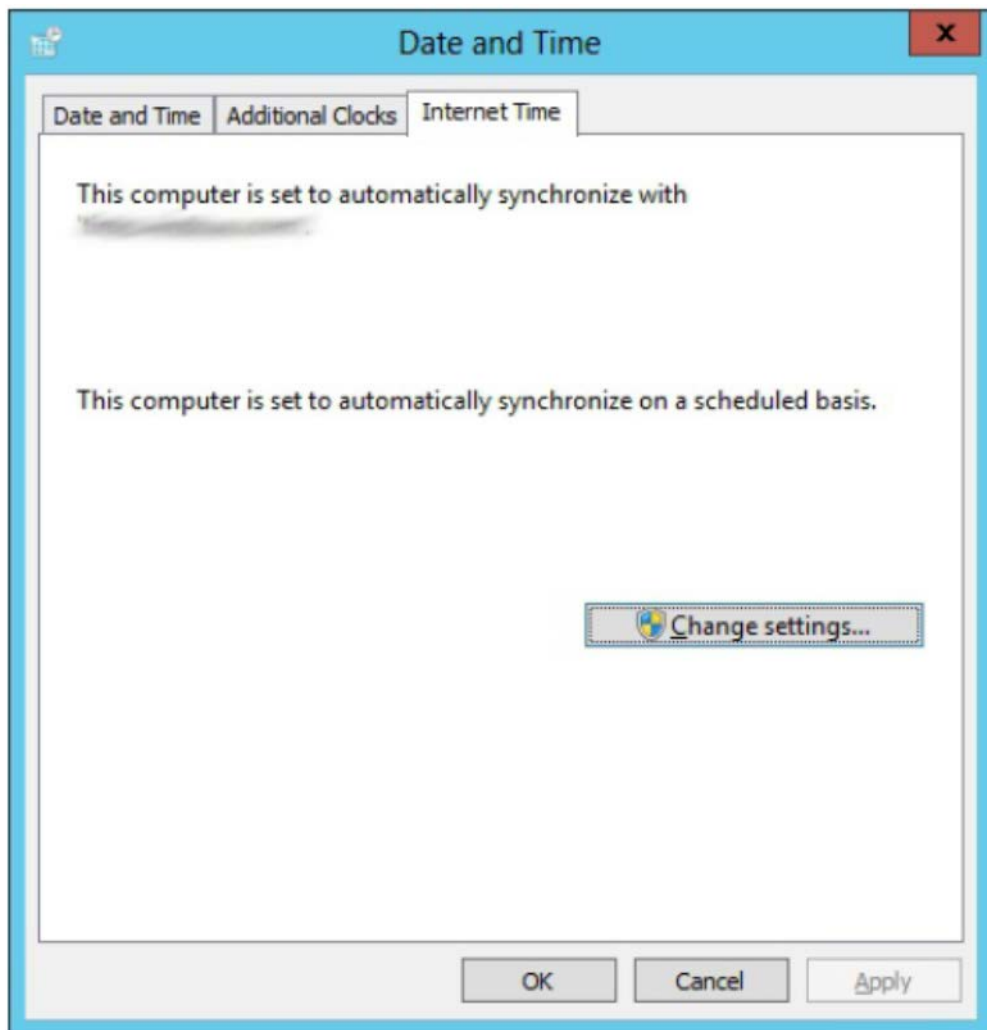 Date and Time
x
Date and Time
Additional Clocks
Internet Time
This computer is set to automatically synchronize with
This computer is set to automatically synchronize on a scheduled basis.
Change settings...
OK
Cancel
Apply